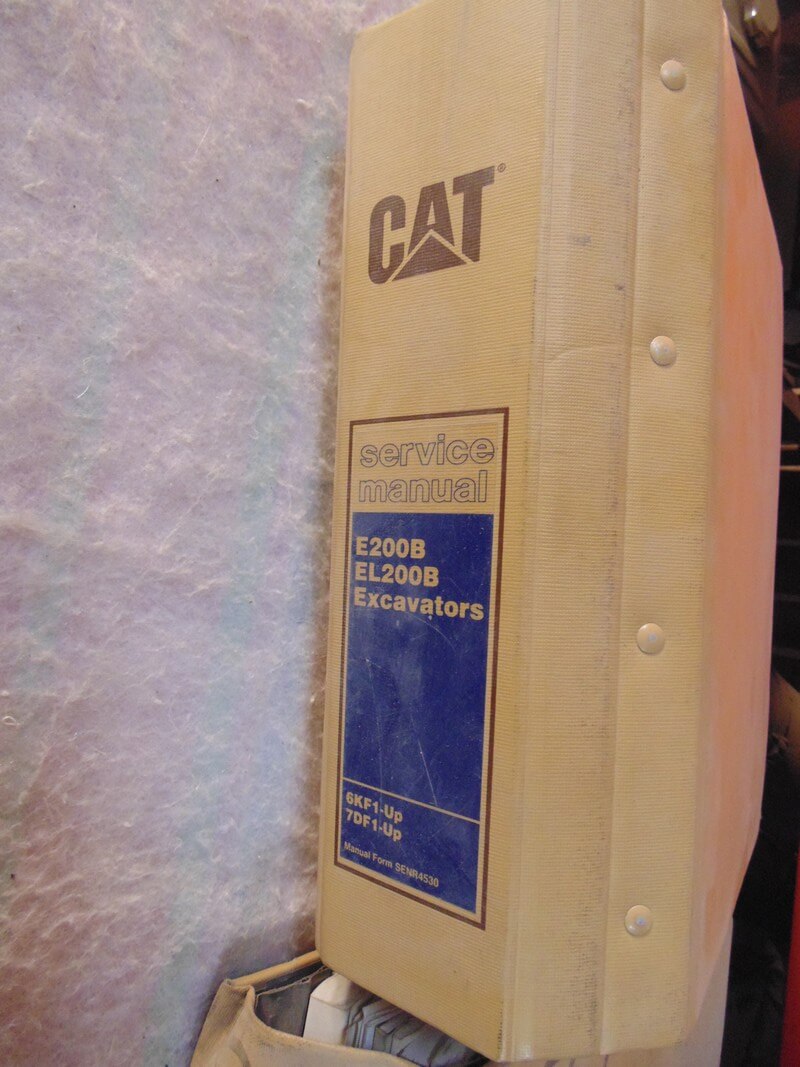 CAT®
service
manual
E200B
EL200B
Excavators
6KF1-Up
7DF1-Up
Manual Form SENR4530